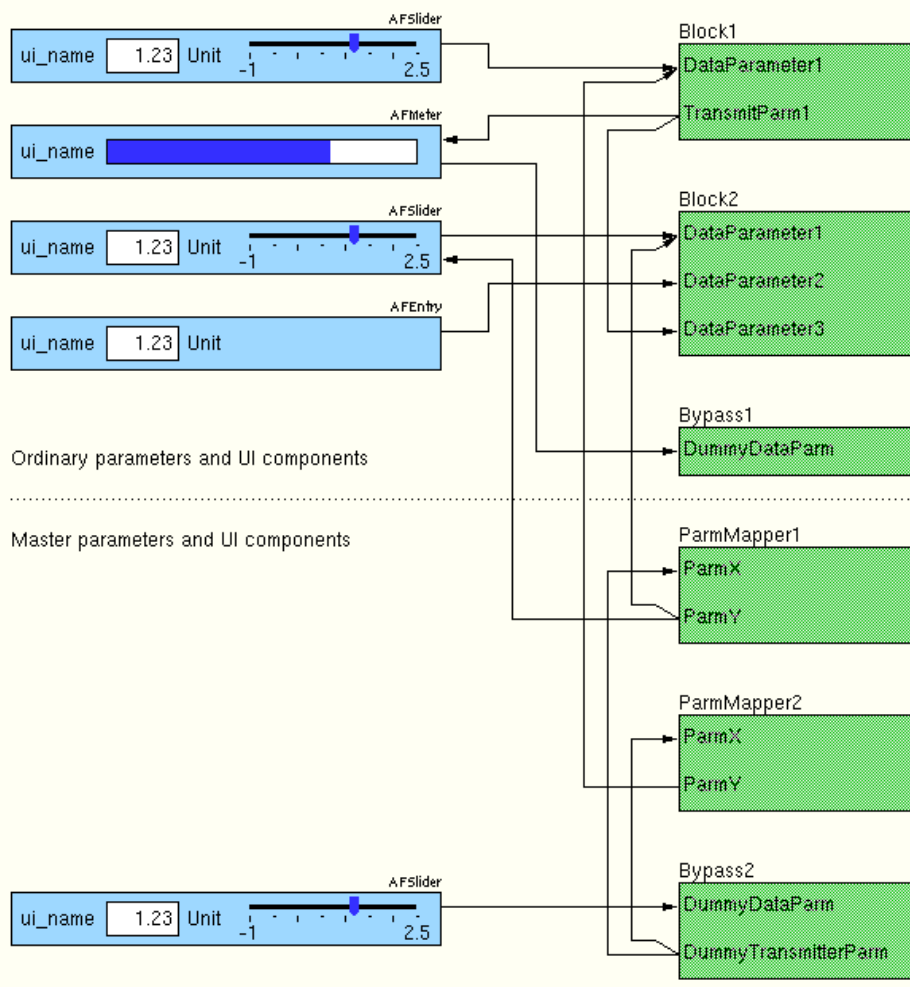 AFSlider
ui_name 1.23 Unit -1 2.5
Block1
DataParameter1
TransmitParm1
AFMeter
ui_name
AFSlider
ui_name 1.23 Unit -1 2.5
Block2
DataParameter1
DataParameter2
DataParameter3
AFEntry
ui_name 1.23 Unit
Bypass1
DummyDataParm
Ordinary parameters and UI components
Master parameters and UI components
ParmMapper1
ParmX
ParmY
ParmMapper2
ParmX
ParmY
AFSlider
ui_name 1.23 Unit -1 2.5
Bypass2
DummyDataParm
DummyTransmitterParm